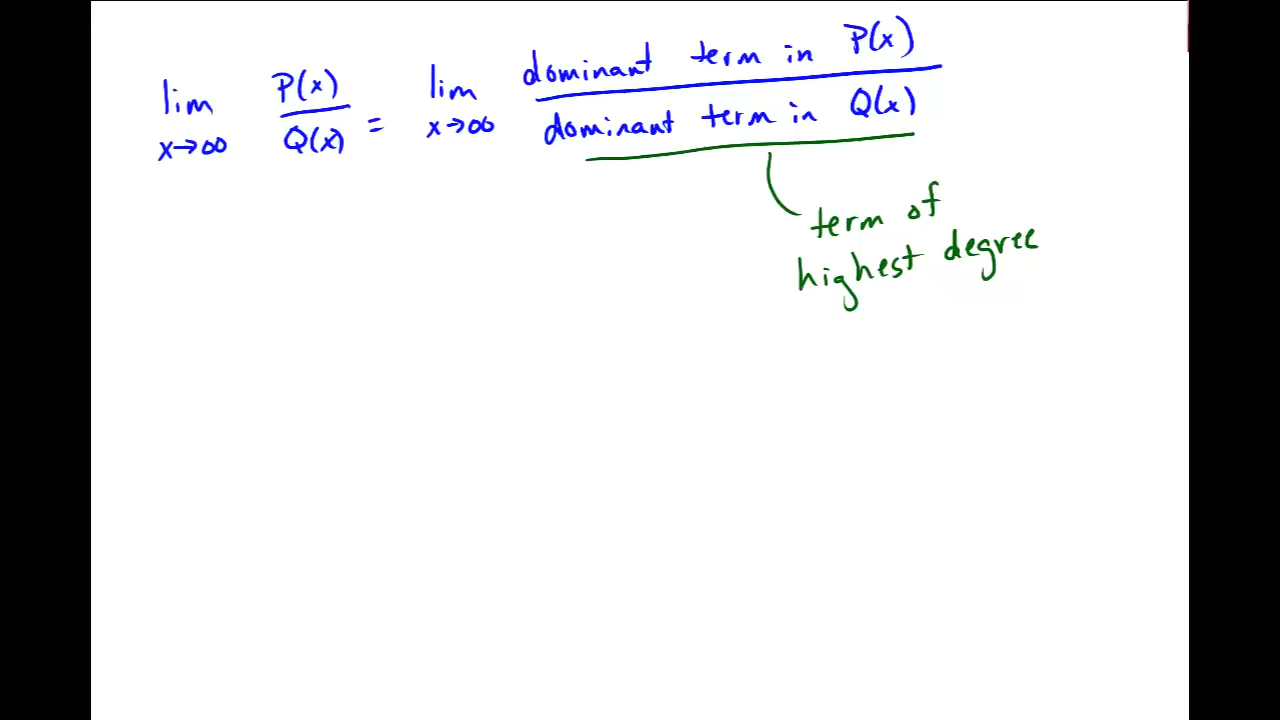 lim P(x) = lim dominant term in P(x)
x→∞ Q(x) x→∞ dominant term in Q(x)
term of
highest degree